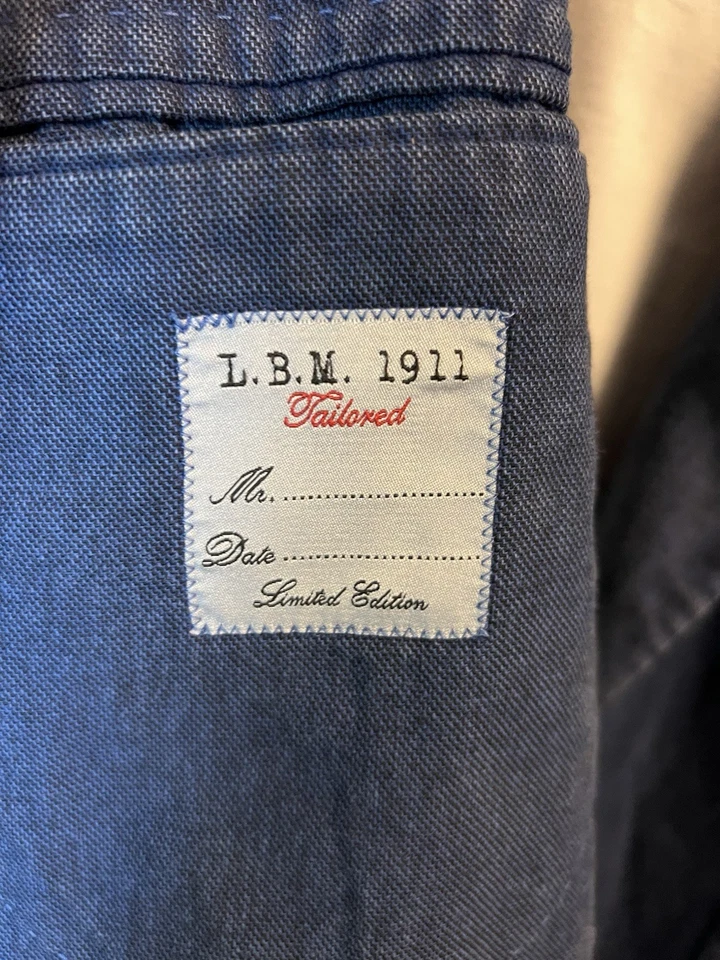 L.B.M. 1911
Tailored
Mr. ........................
Date ........................
Limited Edition